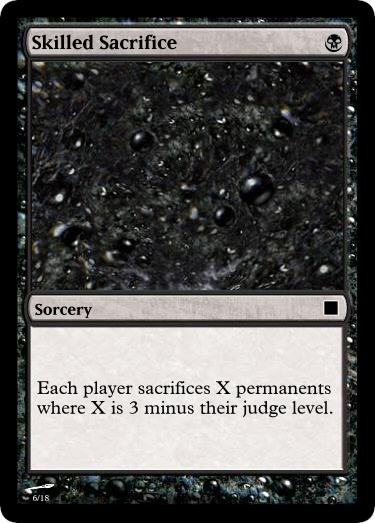 Skilled Sacrifice
Sorcery
Each player sacrifices X permanents
where X is 3 minus their judge level.
6/18